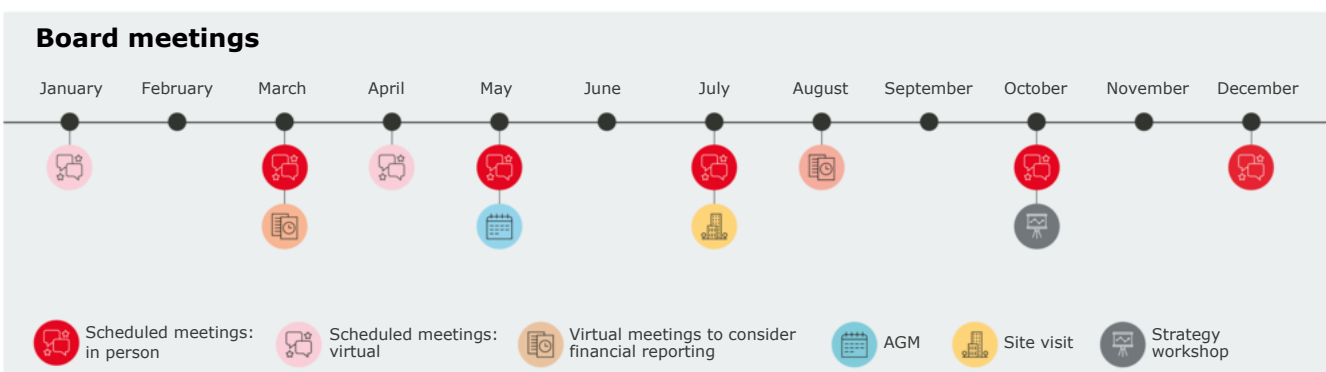 Board meetings
January February March April May June July August September October November December
Scheduled meetings:
in person
Scheduled meetings:
virtual
Virtual meetings to consider
financial reporting
AGM
Site visit
Strategy
workshop